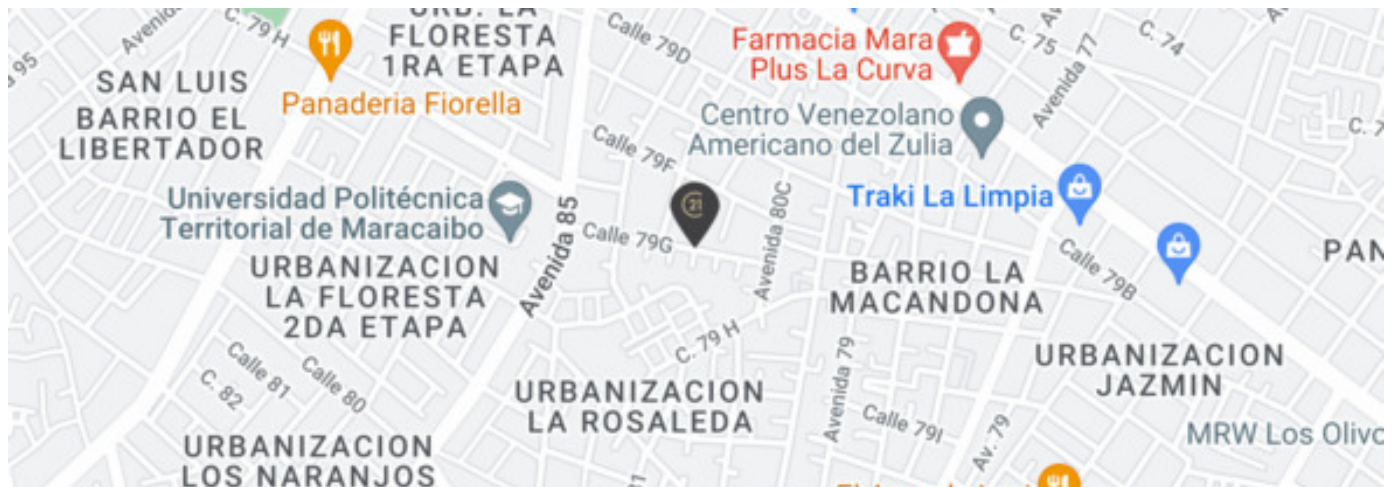 Avenida
C. 79 H
URB. LA
FLORESTA
1RA ETAPA
Calle 79D
Farmacia Mara
Plus La Curva
C. 75
Avenida 77
C. 74
95
SAN LUIS
BARRIO EL
LIBERTADOR
Panaderia Fiorella
Centro Venezolano
Americano del Zulia
Calle 79F
C. 7
Universidad Politécnica
Territorial de Maracaibo
Avenida 85
Calle 79G
21
Avenida 80C
Traki La Limpia
Calle 79B
URBANIZACION
LA FLORESTA
2DA ETAPA
BARRIO LA
MACANDONA
PAN
C. 79 H
Avenida 79
URBANIZACION
JAZMIN
Calle 81
C. 82
Calle 80
URBANIZACION
LA ROSALEDA
Calle 79I
Av. 79
MRW Los Olivo
URBANIZACION
LOS NARANJOS